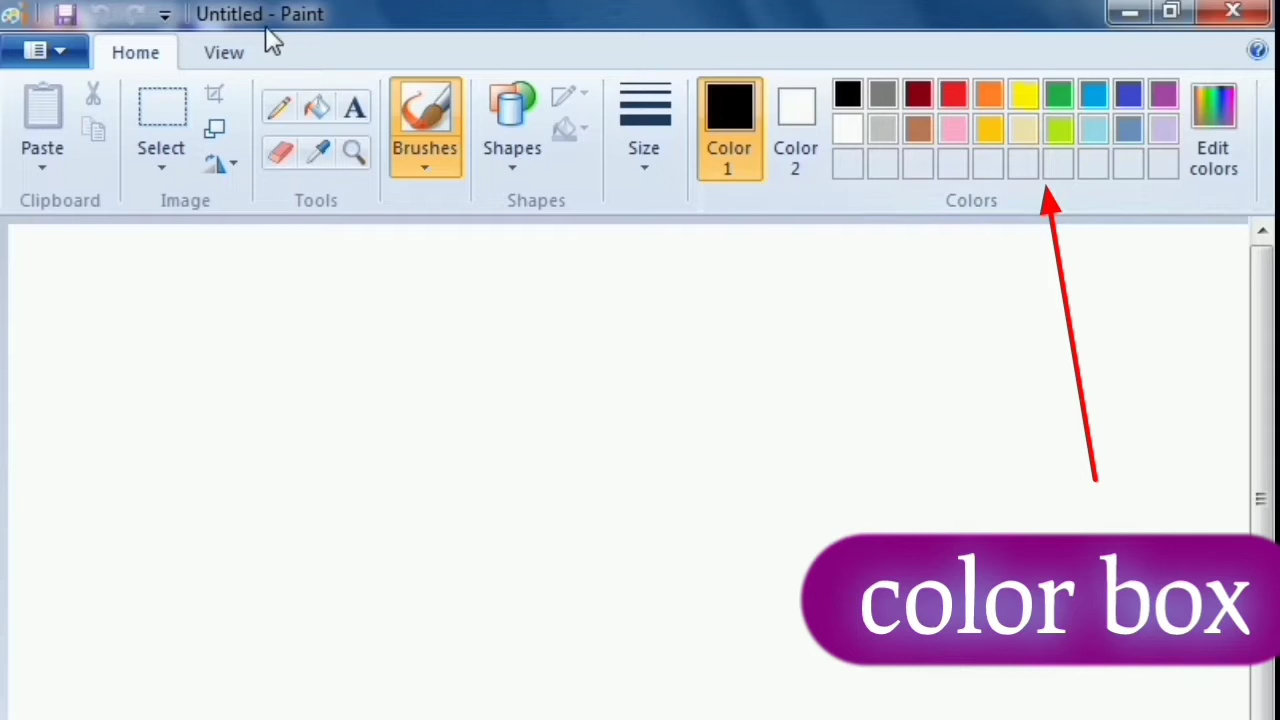 Untitled - Paint
Home View
Paste Select Brushes Shapes Size Color 1 Color 2 Edit colors
Clipboard Image Tools Shapes Colors
color box